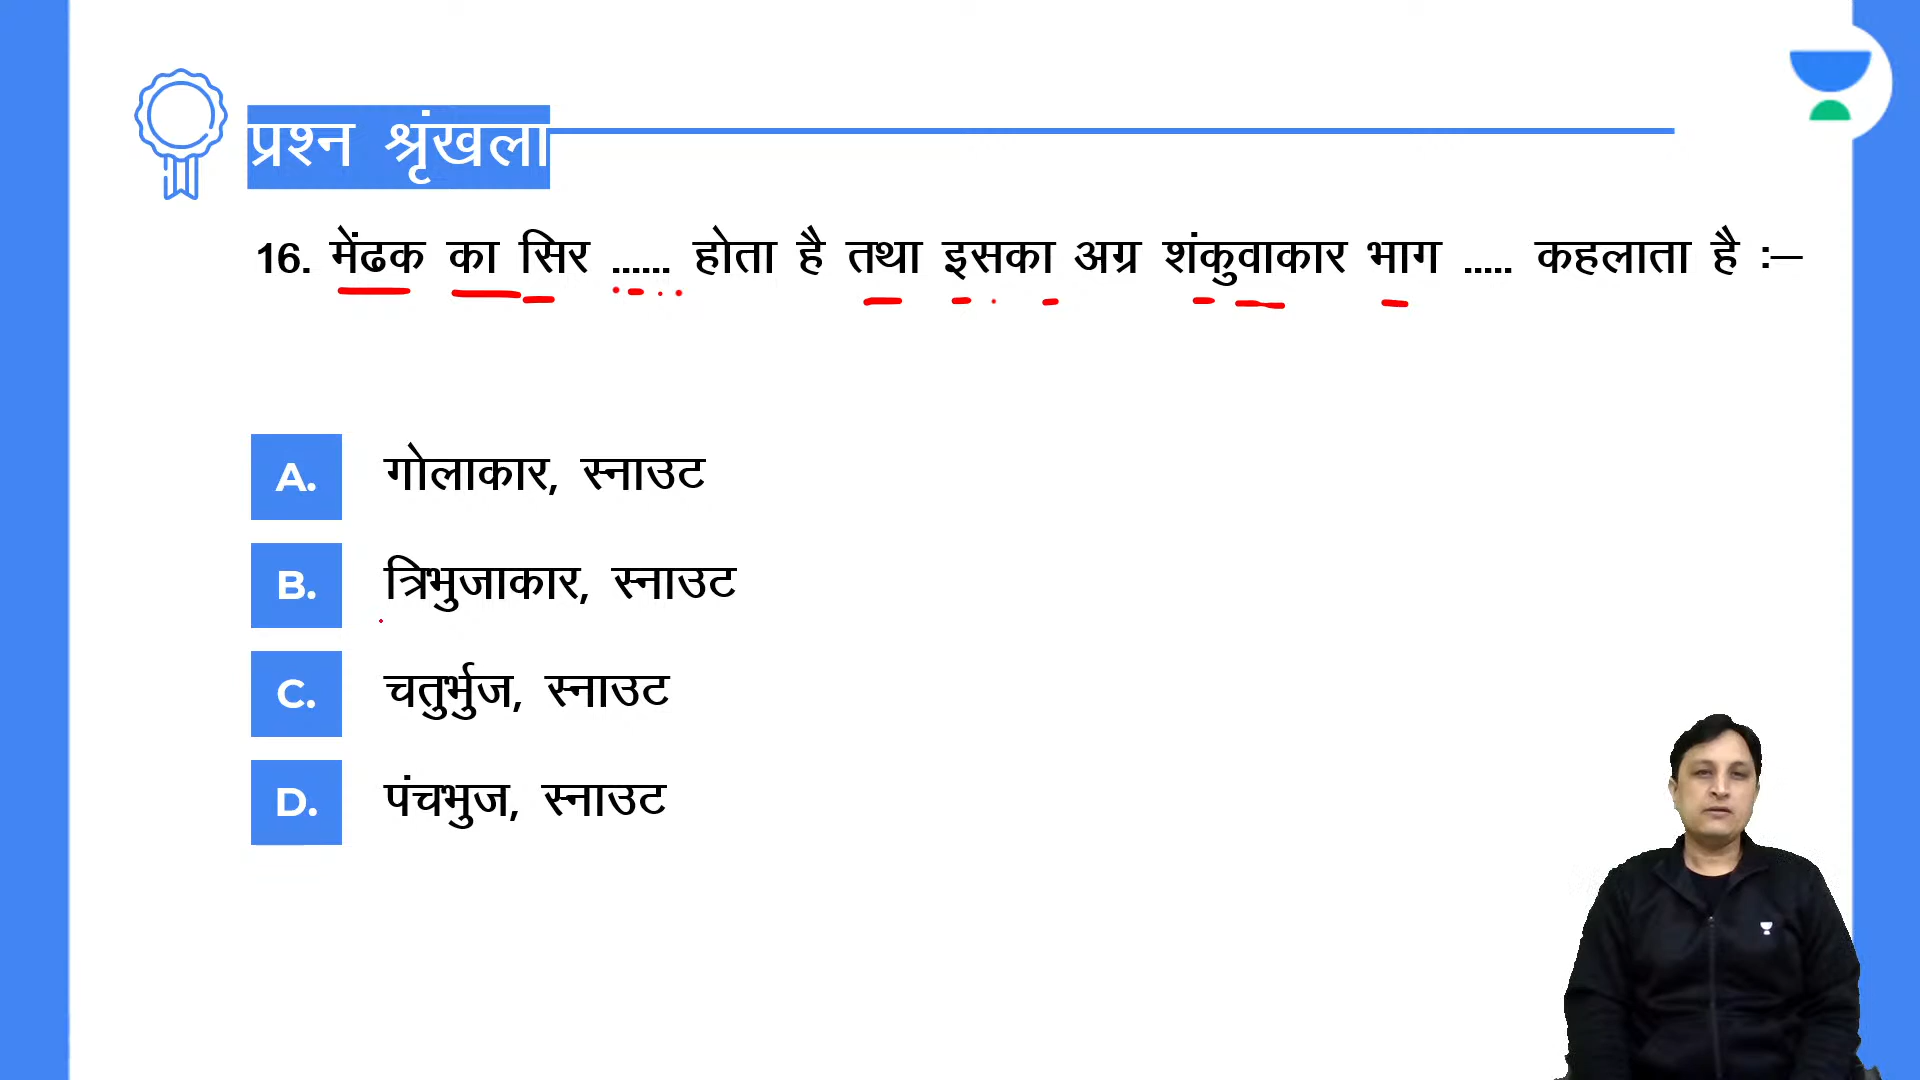 प्रश्न श्रृंखला
16. मेंढक का सिर ...... होता है तथा इसका अग्र शंकुवाकार भाग ..... कहलाता है :—
A. गोलाकार, स्नाउट
B. त्रिभुजाकार, स्नाउट
C. चतुर्भुज, स्नाउट
D. पंचभुज, स्नाउट